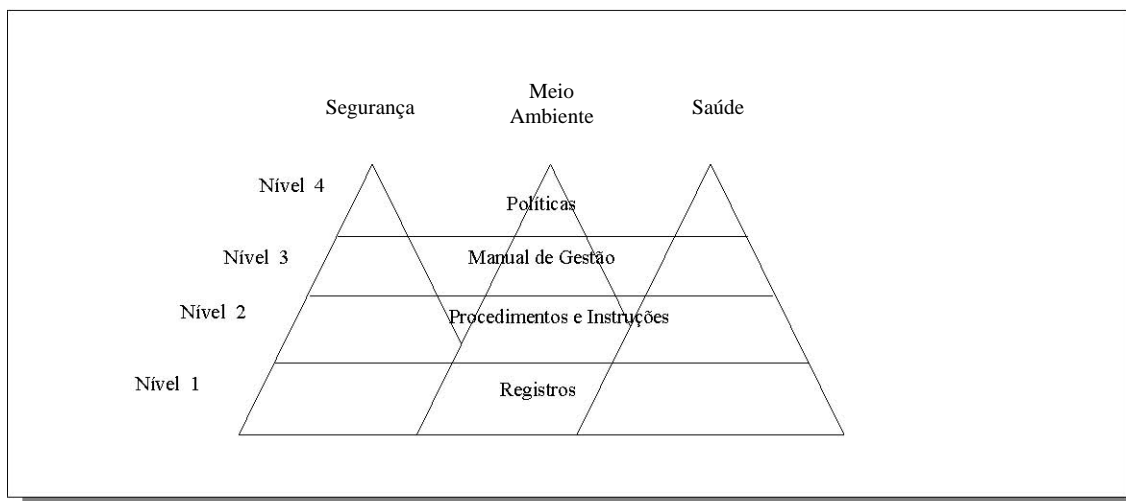 Segurança
Meio
Ambiente
Saúde
Nível 4
Políticas
Nível 3
Manual de Gestão
Nível 2
Procedimentos e Instruções
Nível 1
Registros